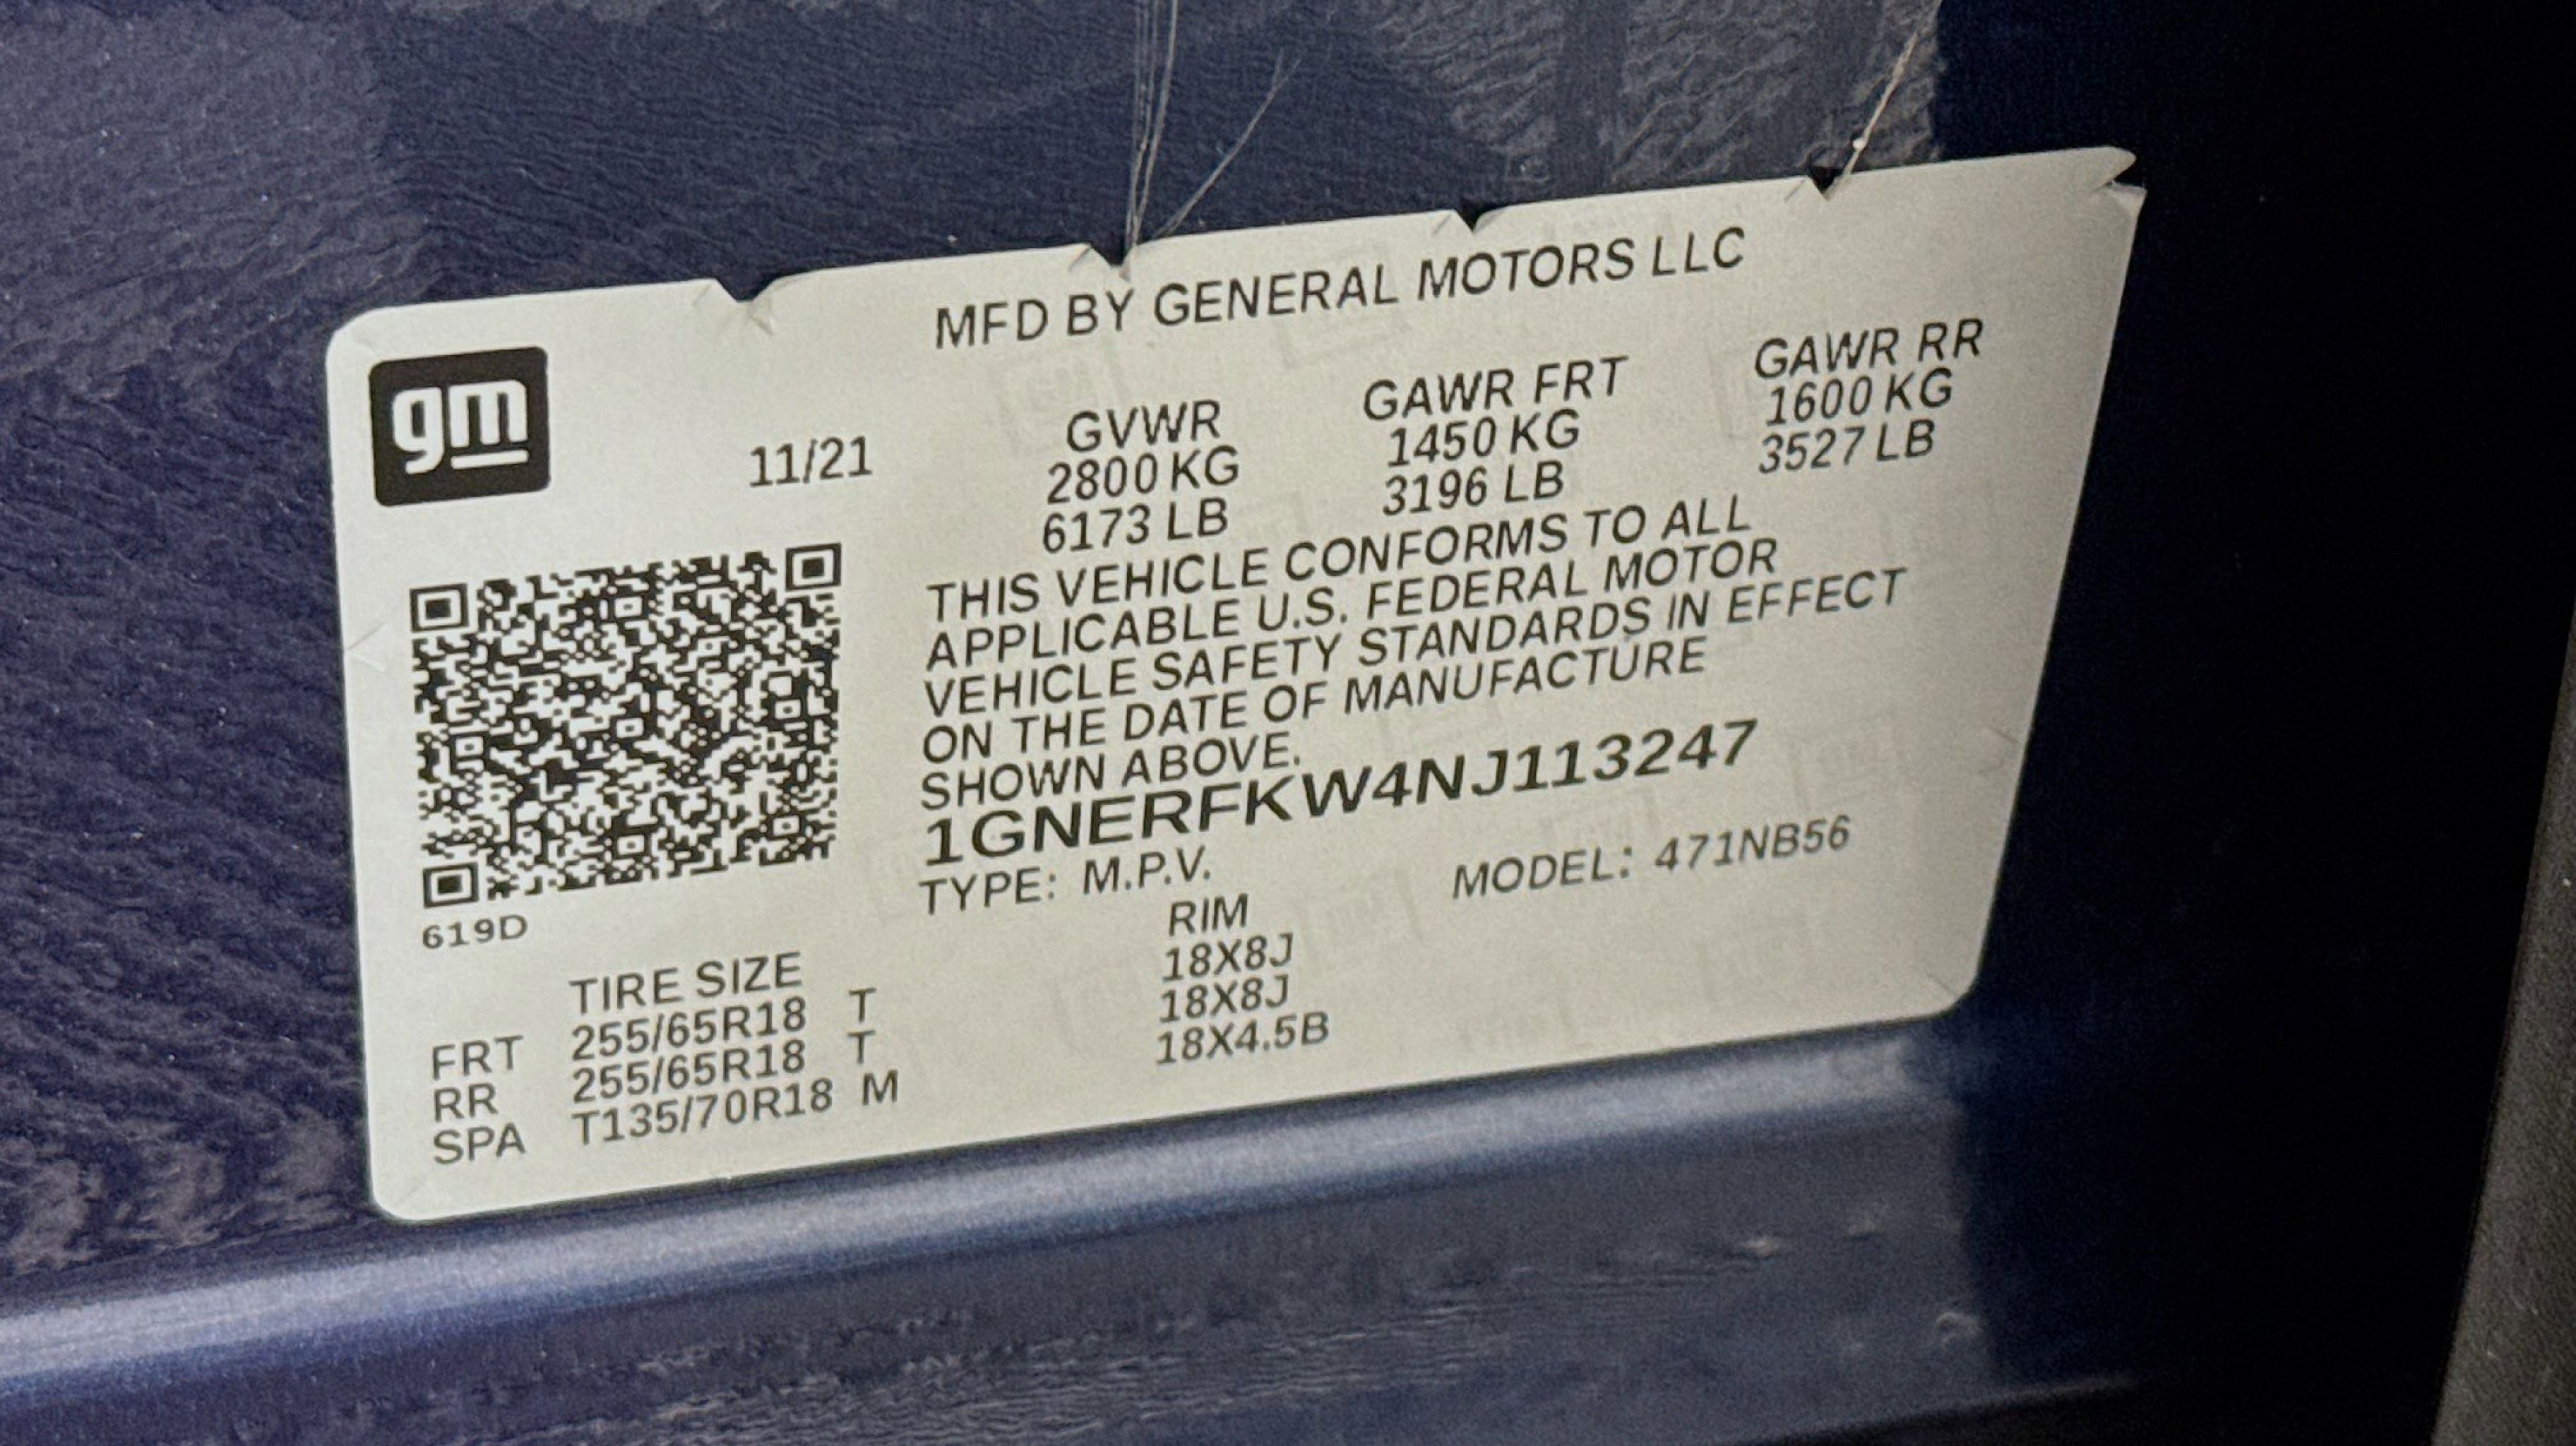 MFD BY GENERAL MOTORS LLC
gm
11/21
GVWR GAWR FRT GAWR RR
2800 KG 1450 KG 1600 KG
6173 LB 3196 LB 3527 LB
THIS VEHICLE CONFORMS TO ALL
APPLICABLE U.S. FEDERAL MOTOR
VEHICLE SAFETY STANDARDS IN EFFECT
ON THE DATE OF MANUFACTURE
SHOWN ABOVE.
1GNERFKW4NJ113247
TYPE: M.P.V. MODEL: 471NB56
619D
TIRE SIZE RIM
FRT 255/65R18 T 18X8J
RR 255/65R18 T 18X8J
SPA T135/70R18 M 18X4.5B